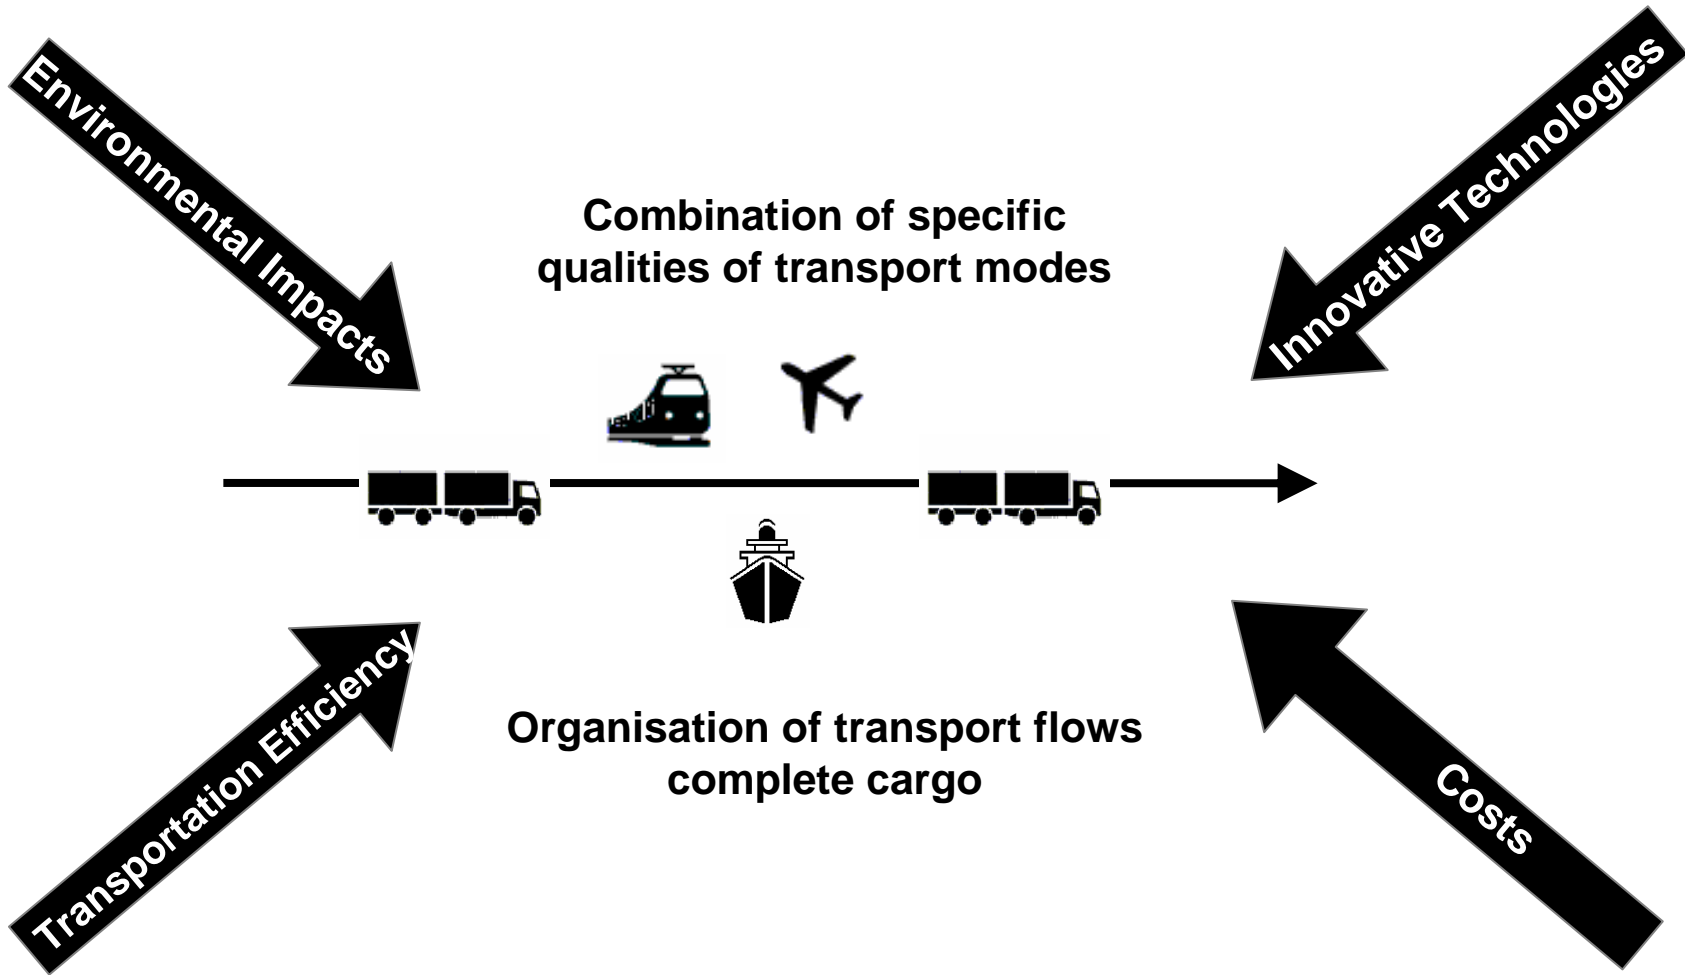 Environmental Impacts
Innovative Technologies
Combination of specific
qualities of transport modes
Transportation Efficiency
Organisation of transport flows
complete cargo
Costs